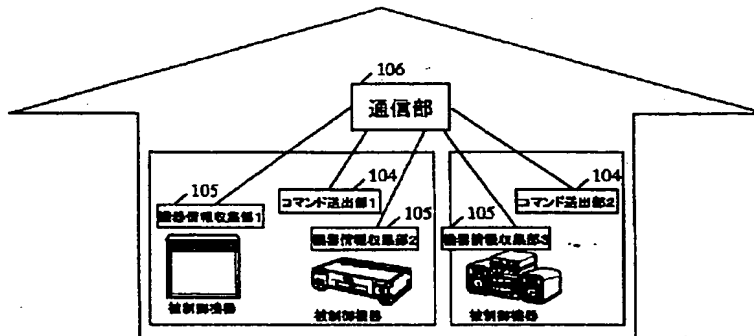 106
通信部
104
104
105
コマンド送出部1
コマンド送出部2
機器情報収集部1
105
105
機器情報収集部2
機器情報収集部3
被制御機器
被制御機器
被制御機器